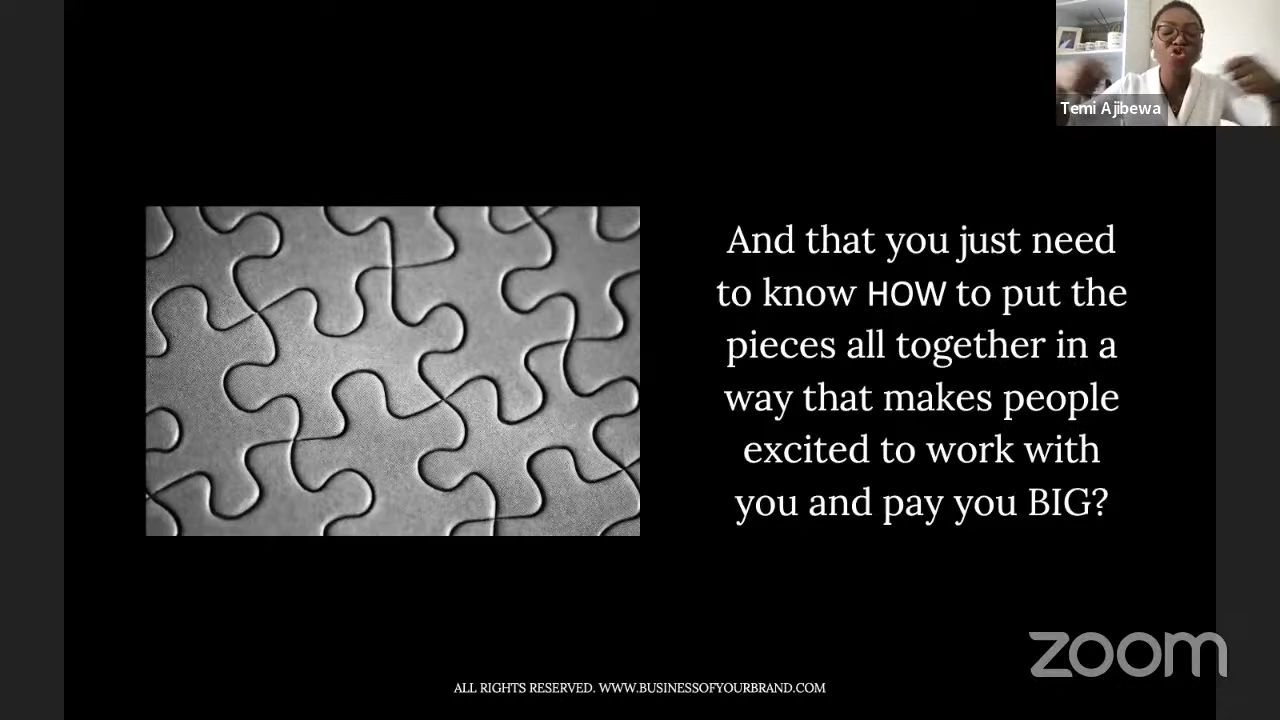 Temi Ajibewa
And that you just need
to know HOW to put the
pieces all together in a
way that makes people
excited to work with
you and pay you BIG?
zoom
ALL RIGHTS RESERVED. WWW.BUSINESSOFYOURBRAND.COM